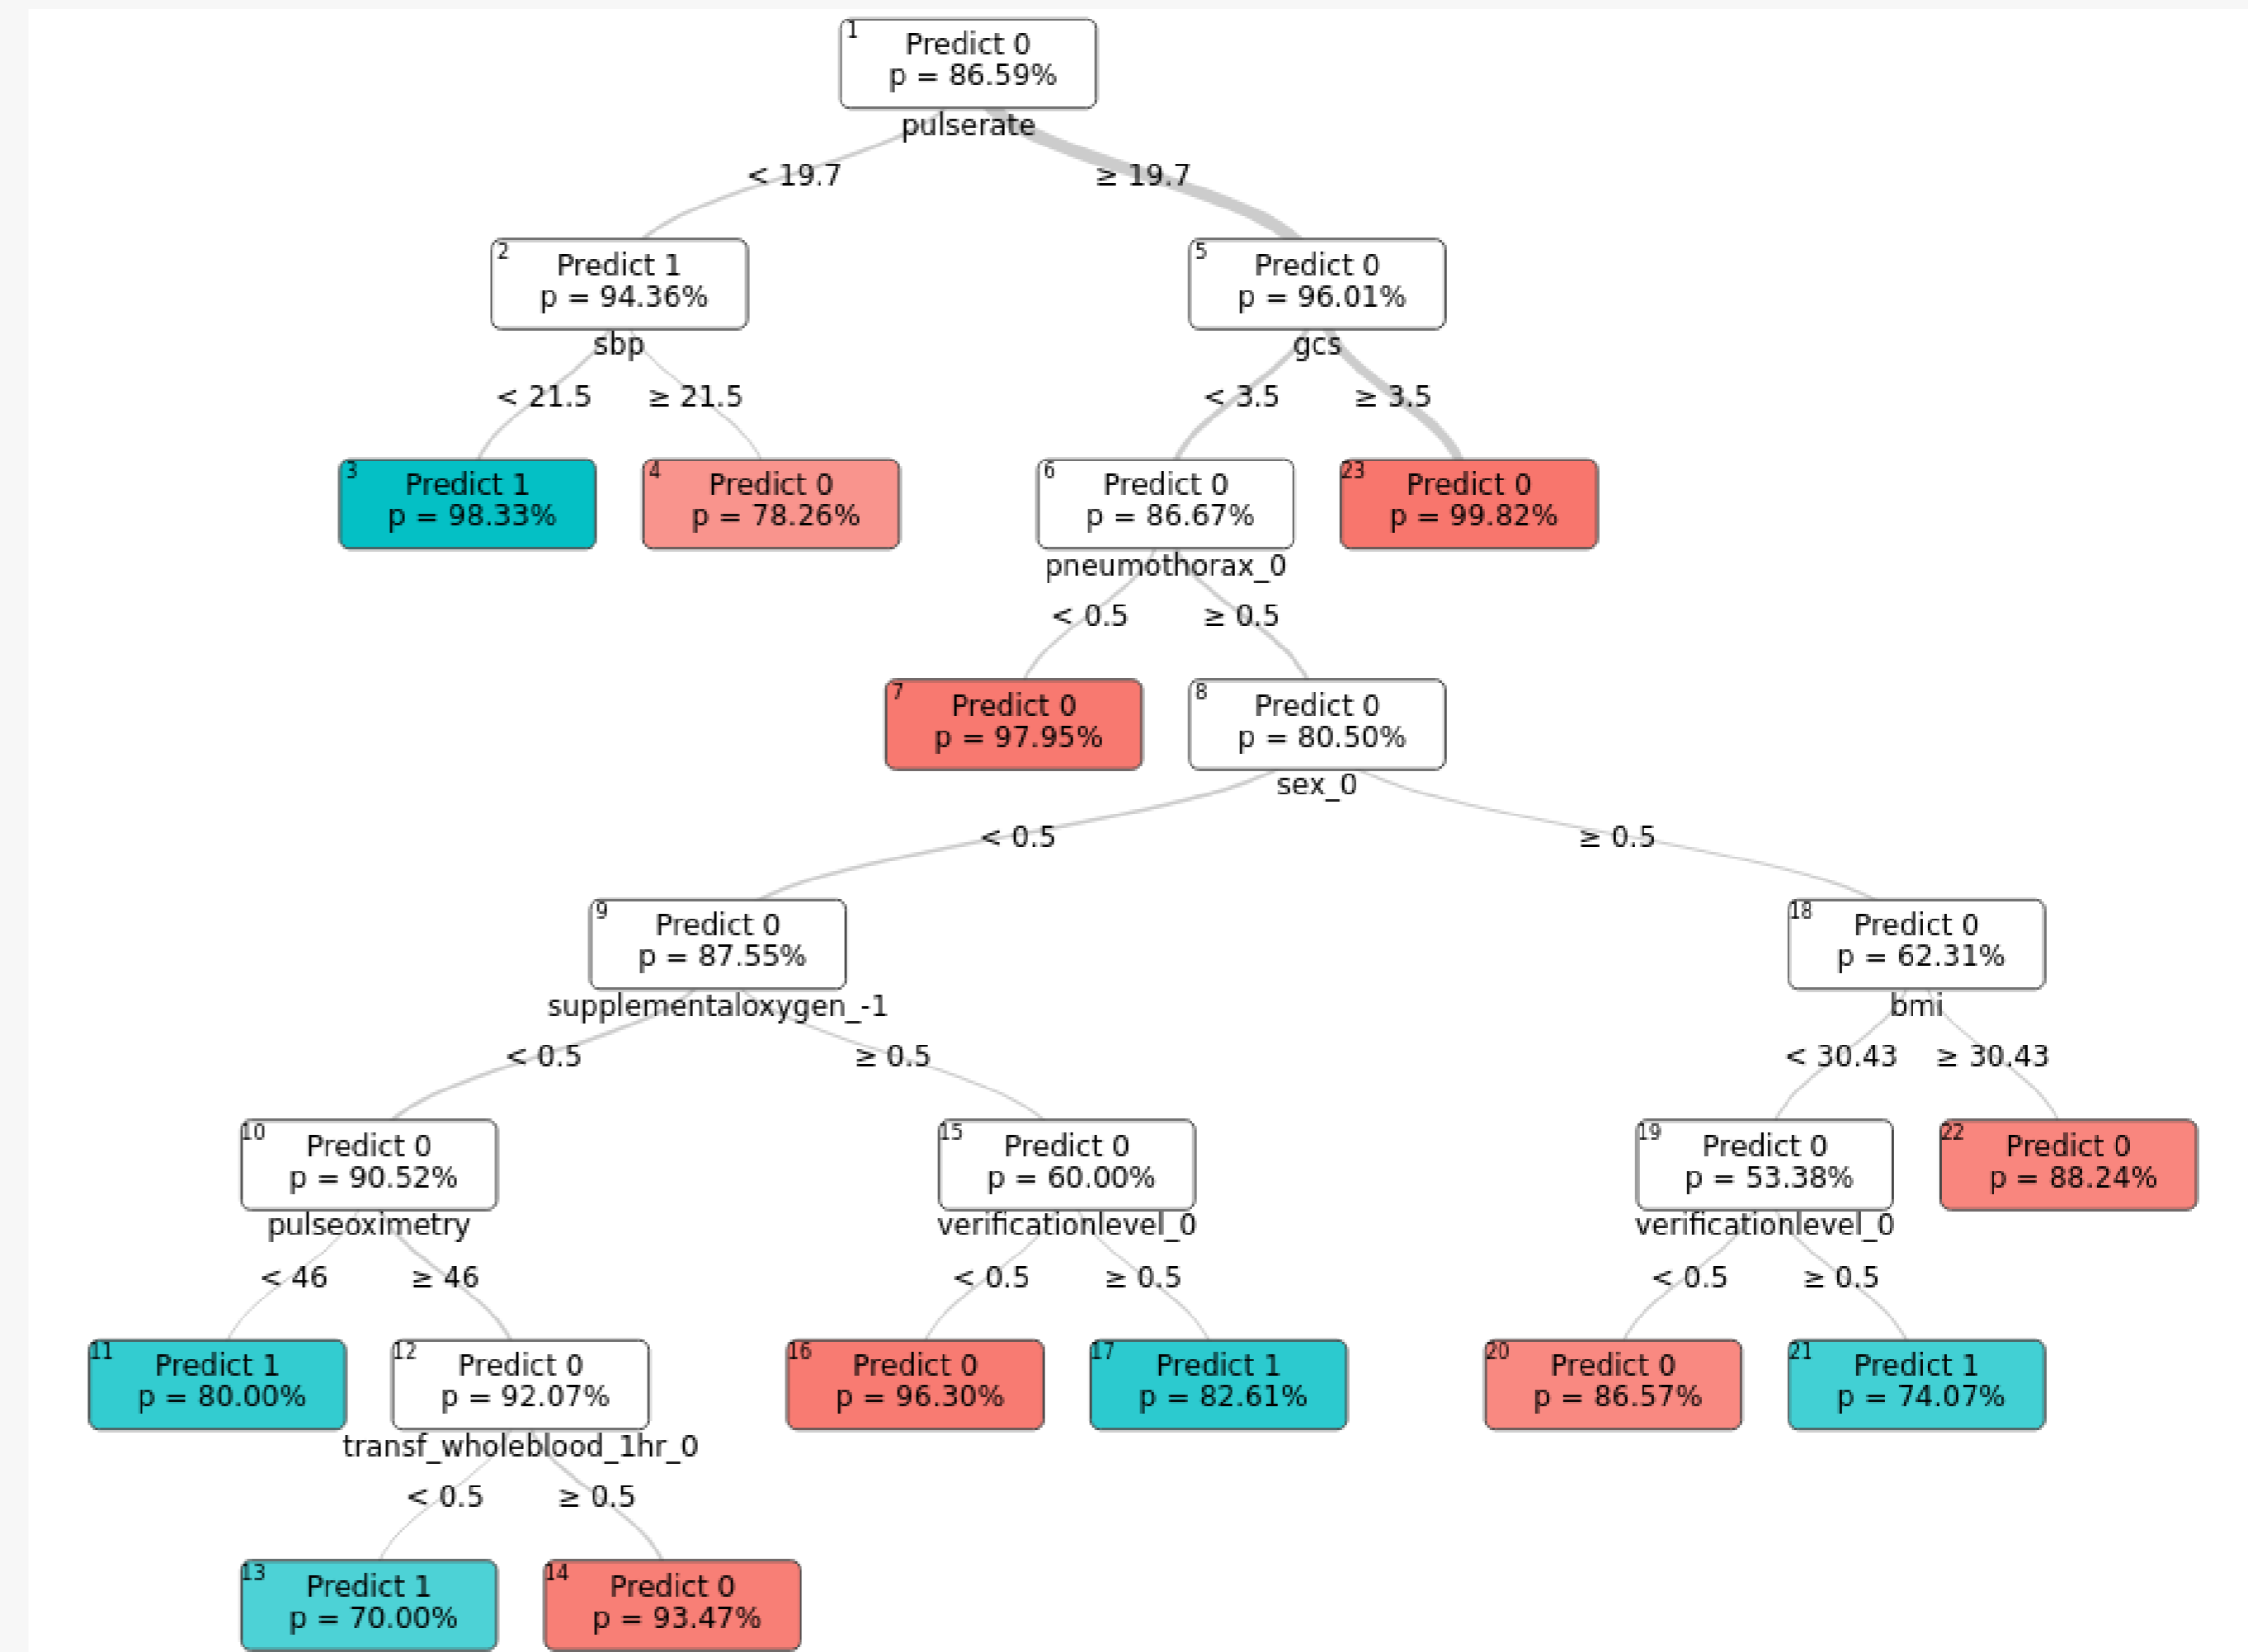 1
Predict 0
p = 86.59%
pulserate
< 19.7
≥ 19.7
2
Predict 1
p = 94.36%
sbp
5
Predict 0
p = 96.01%
gcs
< 21.5
≥ 21.5
< 3.5
≥ 3.5
3
Predict 1
p = 98.33%
4
Predict 0
p = 78.26%
6
Predict 0
p = 86.67%
pneumothorax_0
23
Predict 0
p = 99.82%
< 0.5
≥ 0.5
7
Predict 0
p = 97.95%
8
Predict 0
p = 80.50%
sex_0
< 0.5
≥ 0.5
9
Predict 0
p = 87.55%
supplementaloxygen_-1
18
Predict 0
p = 62.31%
bmi
< 0.5
≥ 0.5
< 30.43
≥ 30.43
10
Predict 0
p = 90.52%
pulseoximetry
15
Predict 0
p = 60.00%
verificationlevel_0
19
Predict 0
p = 53.38%
verificationlevel_0
22
Predict 0
p = 88.24%
< 46
≥ 46
< 0.5
≥ 0.5
< 0.5
≥ 0.5
11
Predict 1
p = 80.00%
12
Predict 0
p = 92.07%
transf_wholeblood_1hr_0
16
Predict 0
p = 96.30%
17
Predict 1
p = 82.61%
20
Predict 0
p = 86.57%
21
Predict 1
p = 74.07%
< 0.5
≥ 0.5
13
Predict 1
p = 70.00%
14
Predict 0
p = 93.47%